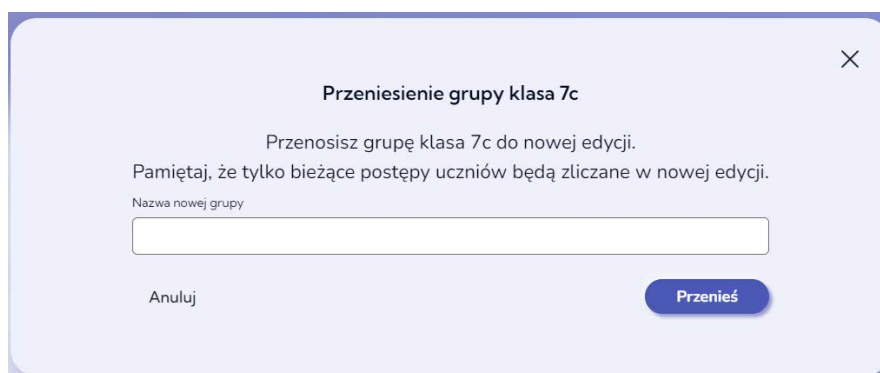 Przeniesienie grupy klasa 7c
Przenosisz grupę klasa 7c do nowej edycji.
Pamiętaj, że tylko bieżące postępy uczniów będą zliczane w nowej edycji.
Nazwa nowej grupy
Anuluj
Przenieś